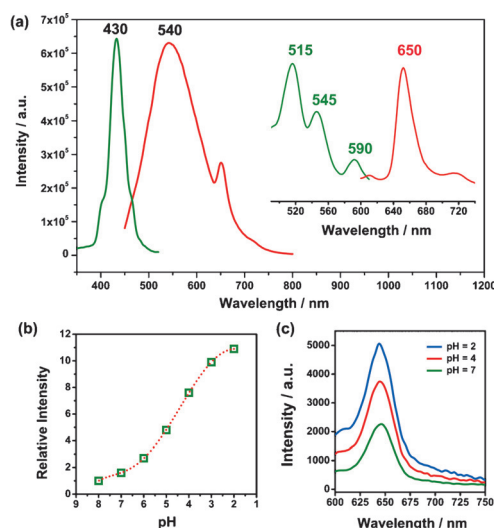 (a)
430 540
515
545
590
650
7x10⁵
6x10⁵
5x10⁵
4x10⁵
3x10⁵
2x10⁵
1x10⁵
0
Intensity / a.u.
520 560 600 640 680 720
Wavelength / nm
400 500 600 700 800 900 1000 1100 1200
Wavelength / nm
(b)
12
10
8
6
4
2
0
Relative Intensity
9 8 7 6 5 4 3 2 1
pH
(c)
pH = 2
pH = 4
pH = 7
5000
4000
3000
2000
1000
0
Intensity / a.u.
600 625 650 675 700 725 750
Wavelength / nm